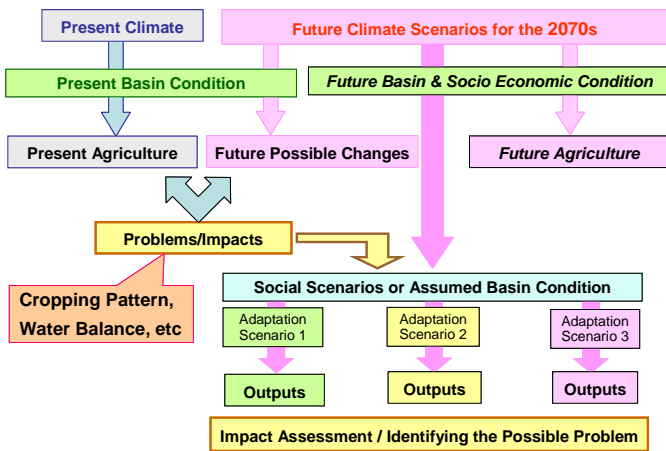 Present Climate
Future Climate Scenarios for the 2070s
Present Basin Condition
Future Basin & Socio Economic Condition
Present Agriculture
Future Possible Changes
Future Agriculture
Problems/Impacts
Cropping Pattern,
Water Balance, etc
Social Scenarios or Assumed Basin Condition
Adaptation
Scenario 1
Adaptation
Scenario 2
Adaptation
Scenario 3
Outputs
Outputs
Outputs
Impact Assessment / Identifying the Possible Problem